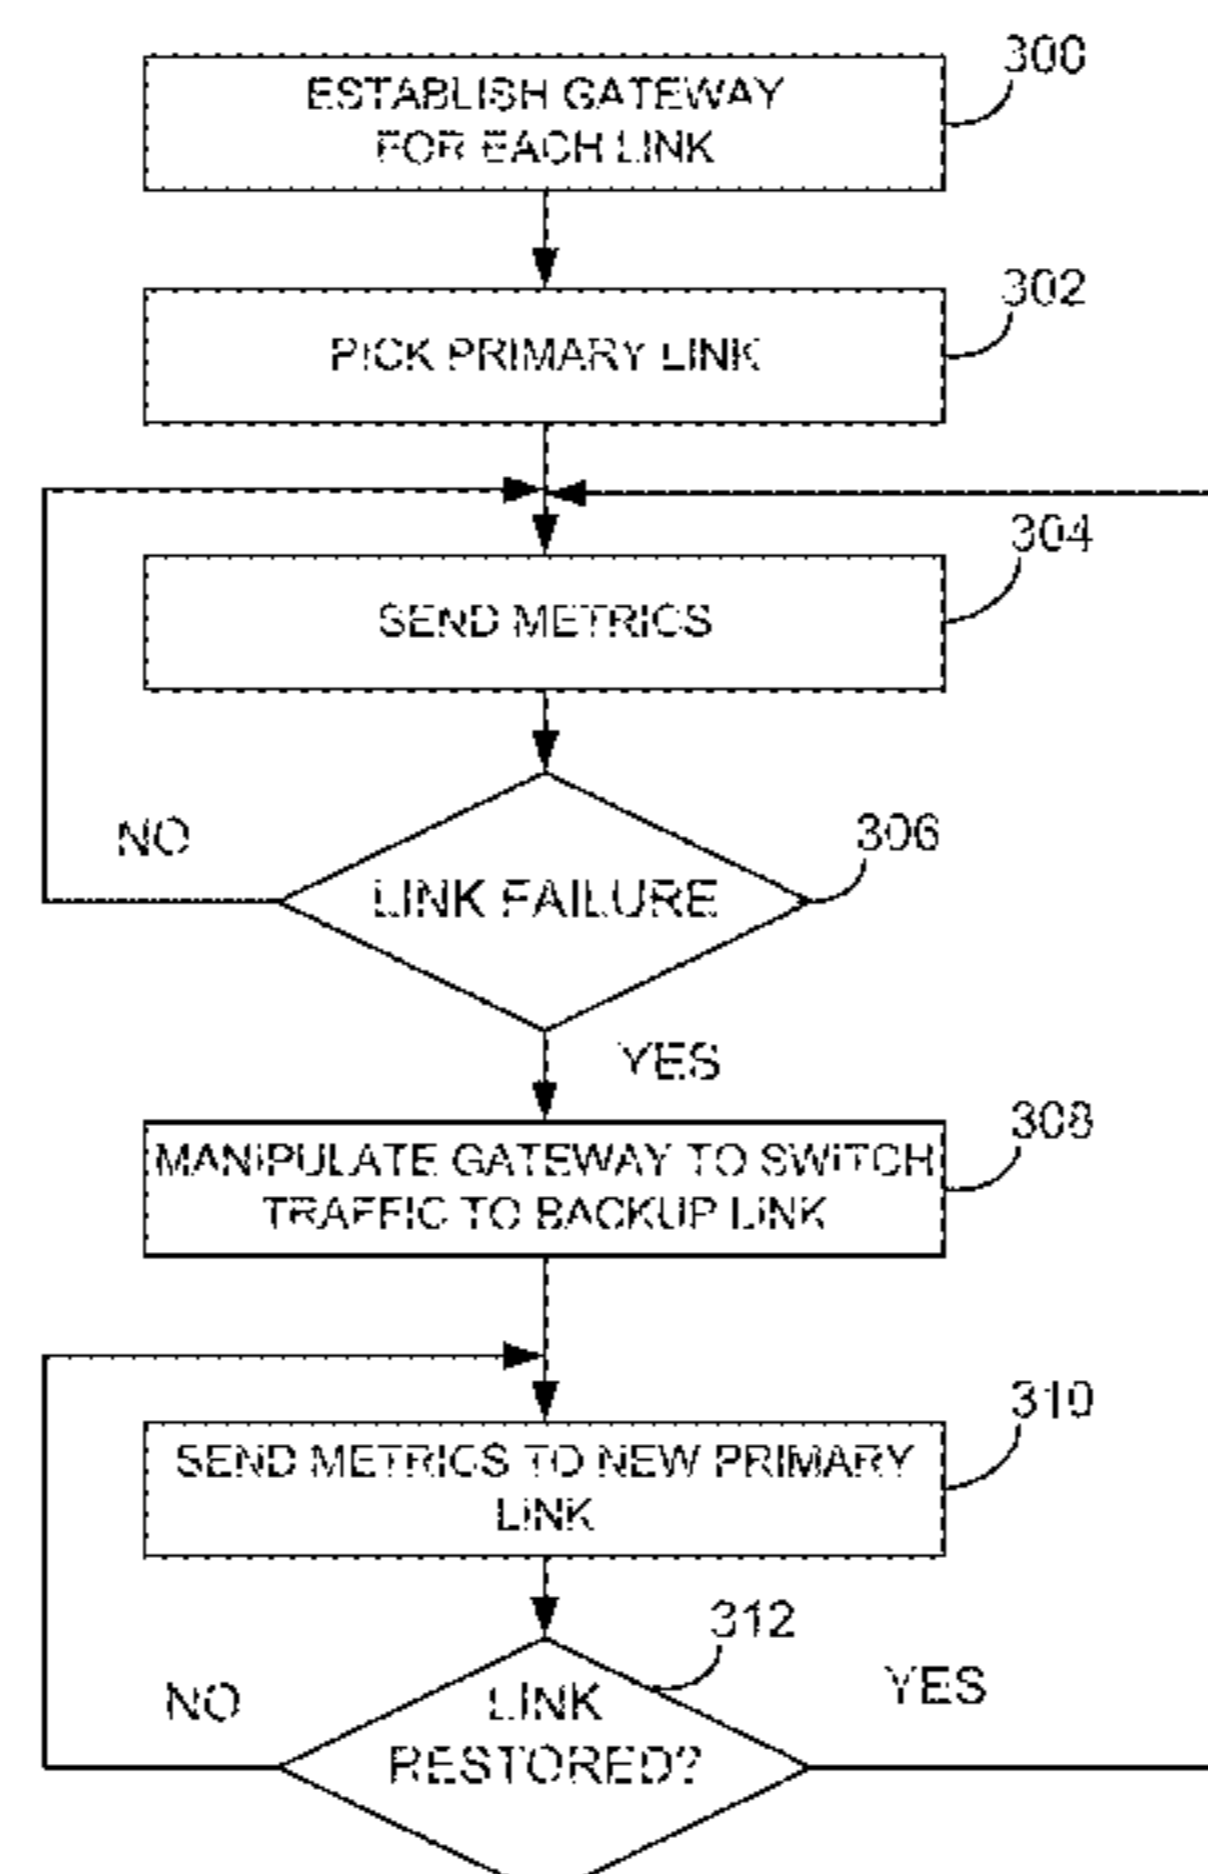 300
ESTABLISH GATEWAY
FOR EACH LINK
302
PICK PRIMARY LINK
304
SEND METRICS
306
NO
LINK FAILURE
YES
308
MANIPULATE GATEWAY TO SWITCH
TRAFFIC TO BACKUP LINK
310
SEND METRICS TO NEW PRIMARY
LINK
312
NO
YES
LINK
RESTORED?